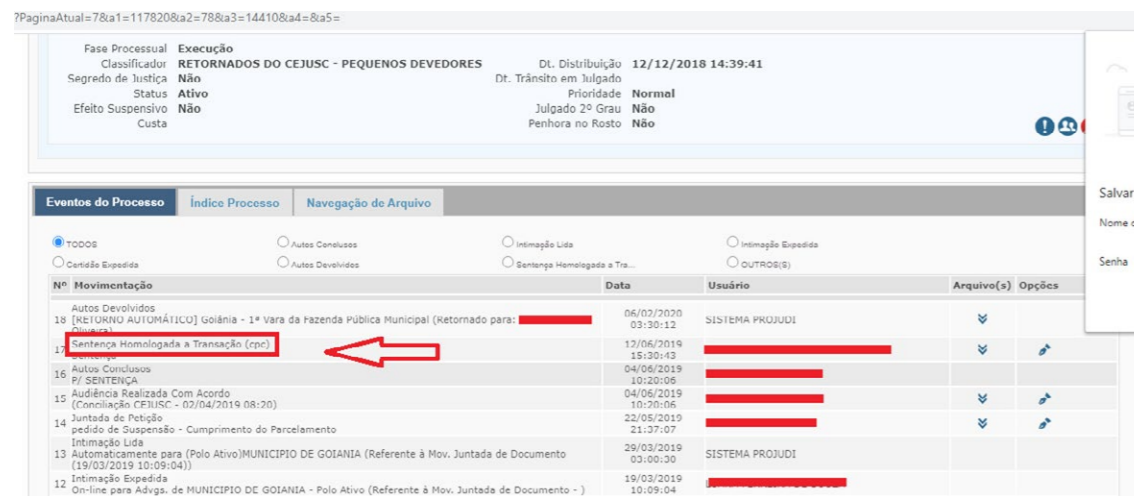 ?PaginaAtual=7&a1=1178208&a2=788&a3=14410&a4=&a5=
Fase Processual Execução
Classificador RETORNADOS DO CEJUSC - PEQUENOS DEVEDORES Dt. Distribuição 12/12/2018 14:39:41
Segredo de Justiça Não Dt. Trânsito em Julgado
Status Ativo Prioridade Normal
Efeito Suspensivo Não Julgado 2º Grau Não
Custa Penhora no Rosto Não
Salvar
Nome
Senha
Eventos do Processo Índice Processo Navegação de Arquivo
TODOS Autos Conclusos Intimação Lida Intimação Expedida
Certidão Expedida Autos Devolvidos Sentença Homologada a Tra... OUTROS(S)
Nº Movimentação Data Usuário Arquivo(s) Opções
18 Autos Devolvidos
[RETORNO AUTOMÁTICO] Goiânia - 1ª Vara da Fazenda Pública Municipal (Retornado para:
Oliveira) 06/02/2020 03:30:12 SISTEMA PROJUDI
17 Sentença Homologada a Transação (cpc)
Sentença 12/06/2019 15:30:43
16 Autos Conclusos
P/ SENTENÇA 04/06/2019 10:20:06
15 Audiência Realizada Com Acordo
(Conciliação CEJUSC - 02/04/2019 08:20) 04/06/2019 10:20:06
14 Juntada de Petição
pedido de Suspensão - Cumprimento do Parcelamento 22/05/2019 21:37:07
13 Intimação Lida
Automaticamente para (Polo Ativo)MUNICIPIO DE GOIANIA (Referente à Mov. Juntada de Documento
(19/03/2019 10:09:04)) 29/03/2019 03:00:30 SISTEMA PROJUDI
12 Intimação Expedida
On-line para Advgs. de MUNICIPIO DE GOIANIA - Polo Ativo (Referente à Mov. Juntada de Documento - ) 19/03/2019 10:09:04